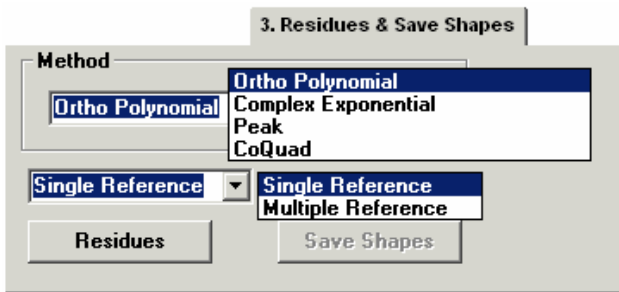 3. Residues & Save Shapes
Method
Ortho Polynomial
Ortho Polynomial
Complex Exponential
Peak
CoQuad
Single Reference
Single Reference
Multiple Reference
Residues
Save Shapes